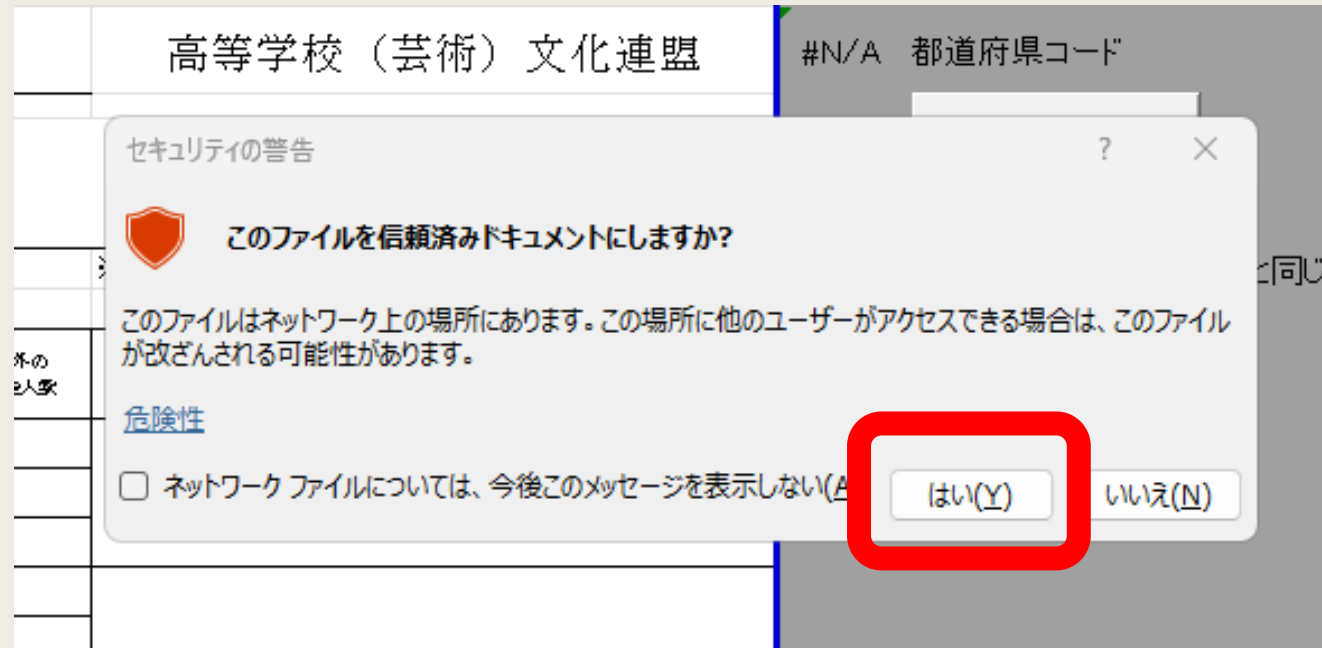 高等学校（芸術）文化連盟
#N/A 都道府県コード
セキュリティの警告
?
このファイルを信頼済みドキュメントにしますか?
と同じ
このファイルはネットワーク上の場所にあります。この場所に他のユーザーがアクセスできる場合は、このファイル
が改ざんされる可能性があります。
外の
人数
危険性
ネットワーク ファイルについては、今後このメッセージを表示しない(A
はい(Y)
いいえ(N)